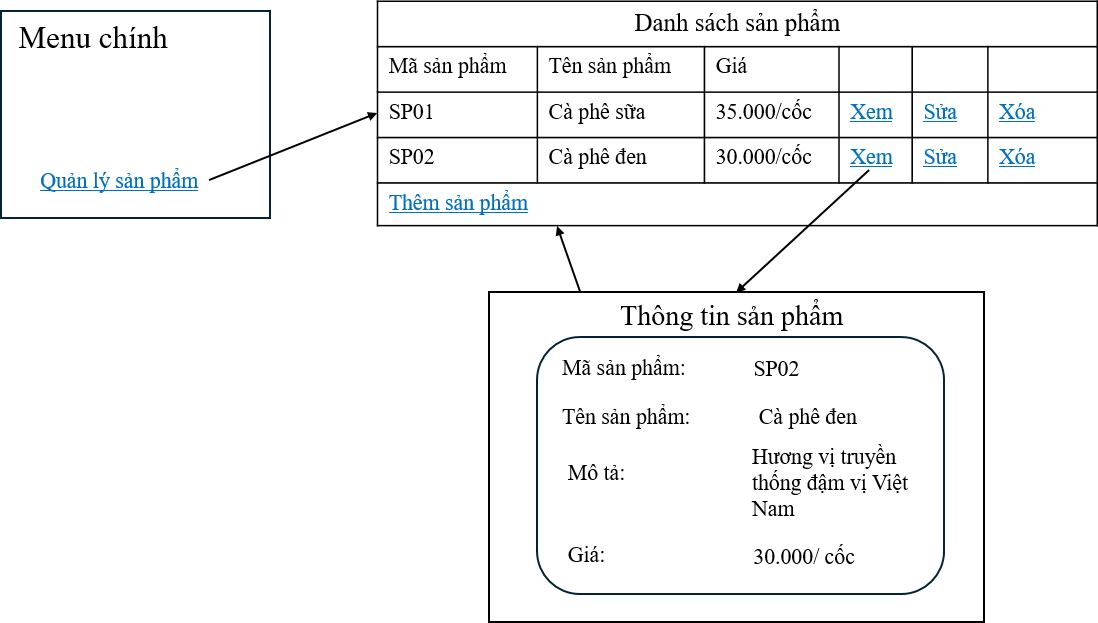 Menu chính
Quản lý sản phẩm
Danh sách sản phẩm
Mã sản phẩm Tên sản phẩm Giá
SP01 Cà phê sữa 35.000/cốc Xem Sửa Xóa
SP02 Cà phê đen 30.000/cốc Xem Sửa Xóa
Thêm sản phẩm
Thông tin sản phẩm
Mã sản phẩm: SP02
Tên sản phẩm: Cà phê đen
Mô tả: Hương vị truyền
thống đậm vị Việt
Nam
Giá: 30.000/ cốc